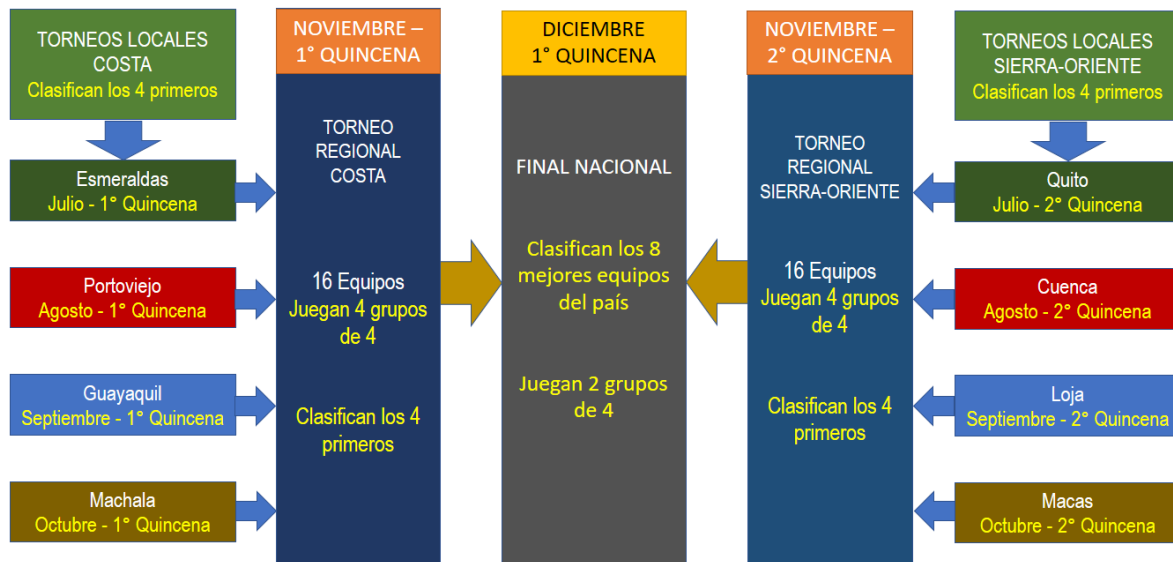 TORNEOS LOCALES
COSTA
Clasifican los 4 primeros
Esmeraldas
Julio - 1° Quincena
Portoviejo
Agosto - 1° Quincena
Guayaquil
Septiembre - 1° Quincena
Machala
Octubre - 1° Quincena
NOVIEMBRE –
1° QUINCENA
TORNEO
REGIONAL
COSTA
16 Equipos
Juegan 4 grupos
de 4
Clasifican los 4
primeros
DICIEMBRE
1° QUINCENA
FINAL NACIONAL
Clasifican los 8
mejores equipos
del país
Juegan 2 grupos
de 4
NOVIEMBRE –
2° QUINCENA
TORNEO
REGIONAL
SIERRA-ORIENTE
16 Equipos
Juegan 4 grupos
de 4
Clasifican los 4
primeros
TORNEOS LOCALES
SIERRA-ORIENTE
Clasifican los 4 primeros
Quito
Julio - 2° Quincena
Cuenca
Agosto - 2° Quincena
Loja
Septiembre - 2° Quincena
Macas
Octubre - 2° Quincena